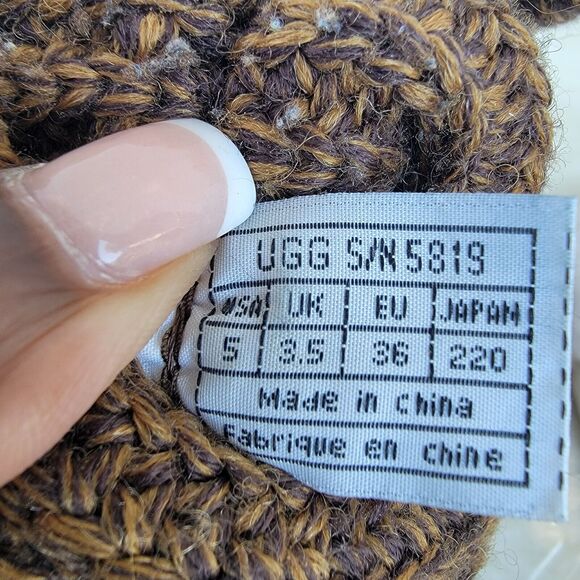 UGG S/N 5819
USA UK EU JAPAN
5 3.5 36 220
Made in China
Fabrique en Chine